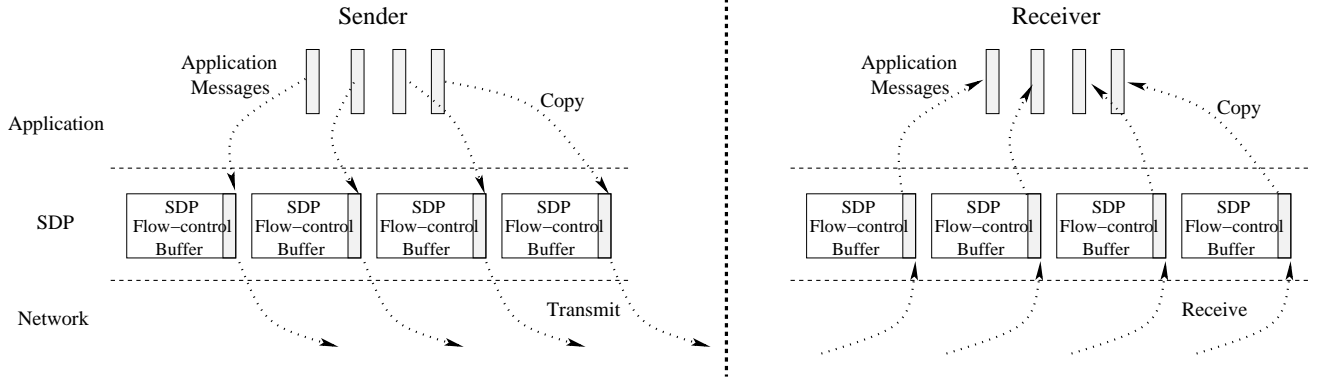 Sender
Receiver
Application
Messages
Copy
Application
Messages
Copy
Application
SDP
Flow−control
Buffer
SDP
Flow−control
Buffer
SDP
Flow−control
Buffer
SDP
Flow−control
Buffer
SDP
SDP
Flow−control
Buffer
SDP
Flow−control
Buffer
SDP
Flow−control
Buffer
SDP
Flow−control
Buffer
Network
Transmit
Receive